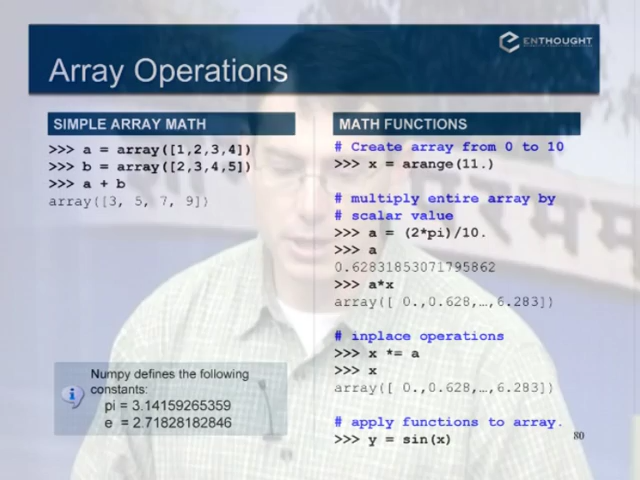 ENTHOUGHT
Array Operations
SIMPLE ARRAY MATH
>>> a = array([1,2,3,4])
>>> b = array([2,3,4,5])
>>> a + b
array([3, 5, 7, 9])
Numpy defines the following
constants:
pi = 3.14159265359
e = 2.71828182846
MATH FUNCTIONS
# Create array from 0 to 10
>>> x = arange(11.)
# multiply entire array by
# scalar value
>>> a = (2*pi)/10.
>>> a
0.62831853071795862
>>> a*x
array([ 0.,0.628,…,6.283])
# inplace operations
>>> x *= a
>>> x
array([ 0.,0.628,…,6.283])
# apply functions to array.
>>> y = sin(x)
80